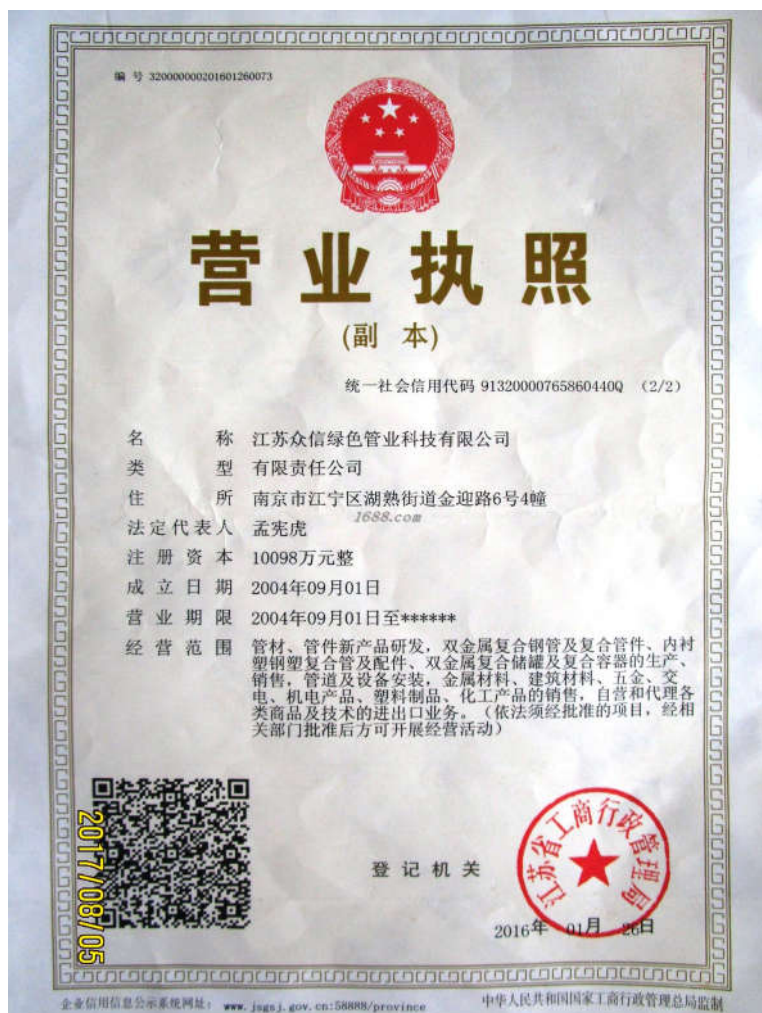 编 号 320000000201601260073
营业执照
(副 本)
统一社会信用代码 91320000765860440Q (2/2)
名 称 江苏众信绿色管业科技有限公司
类 型 有限责任公司
住 所 南京市江宁区湖熟街道金迎路6号4幢
1688.com
法定代表人 孟宪虎
注 册 资 本 10098万元整
成 立 日 期 2004年09月01日
营 业 期 限 2004年09月01日至******
经 营 范 围 管材、管件新产品研发，双金属复合钢管及复合管件、内衬
塑钢塑复合管及配件、双金属复合储罐及复合容器的生产、
销售，管道及设备安装，金属材料、建筑材料、五金、交
电、机电产品、塑料制品、化工产品的销售，自营和代理各
类商品及技术的进出口业务。（依法须经批准的项目，经相
关部门批准后方可开展经营活动）
2017/08/05
登 记 机 关
江苏省工商行政管理局
2016年 01月 26日
企业信用信息公示系统网址： www.jsgsj.gov.cn:58888/province
中华人民共和国国家工商行政管理总局监制